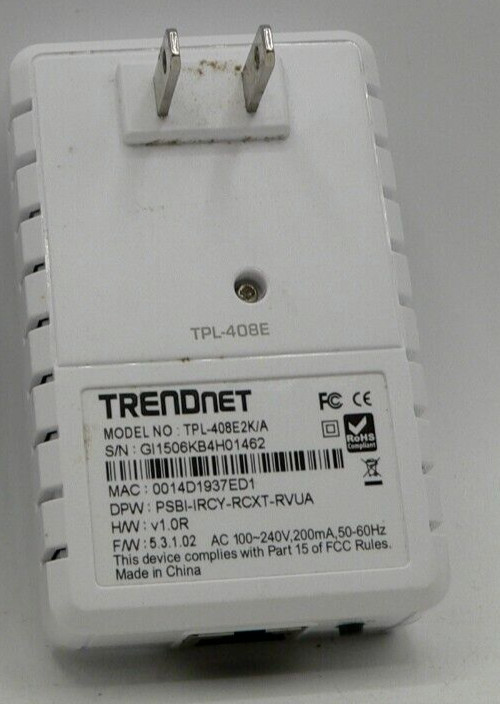 TPL-408E
TRENDNET
FC CE
MODEL NO : TPL-408E2K/A
S/N : GI1506KB4H01462
RoHS
Compliant
MAC : 0014D1937ED1
DPW : PSBI-IRCY-RCXT-RVUA
H/W : v1.0R
F/W : 5.3.1.02 AC 100~240V,200mA,50-60Hz
This device complies with Part 15 of FCC Rules.
Made in China